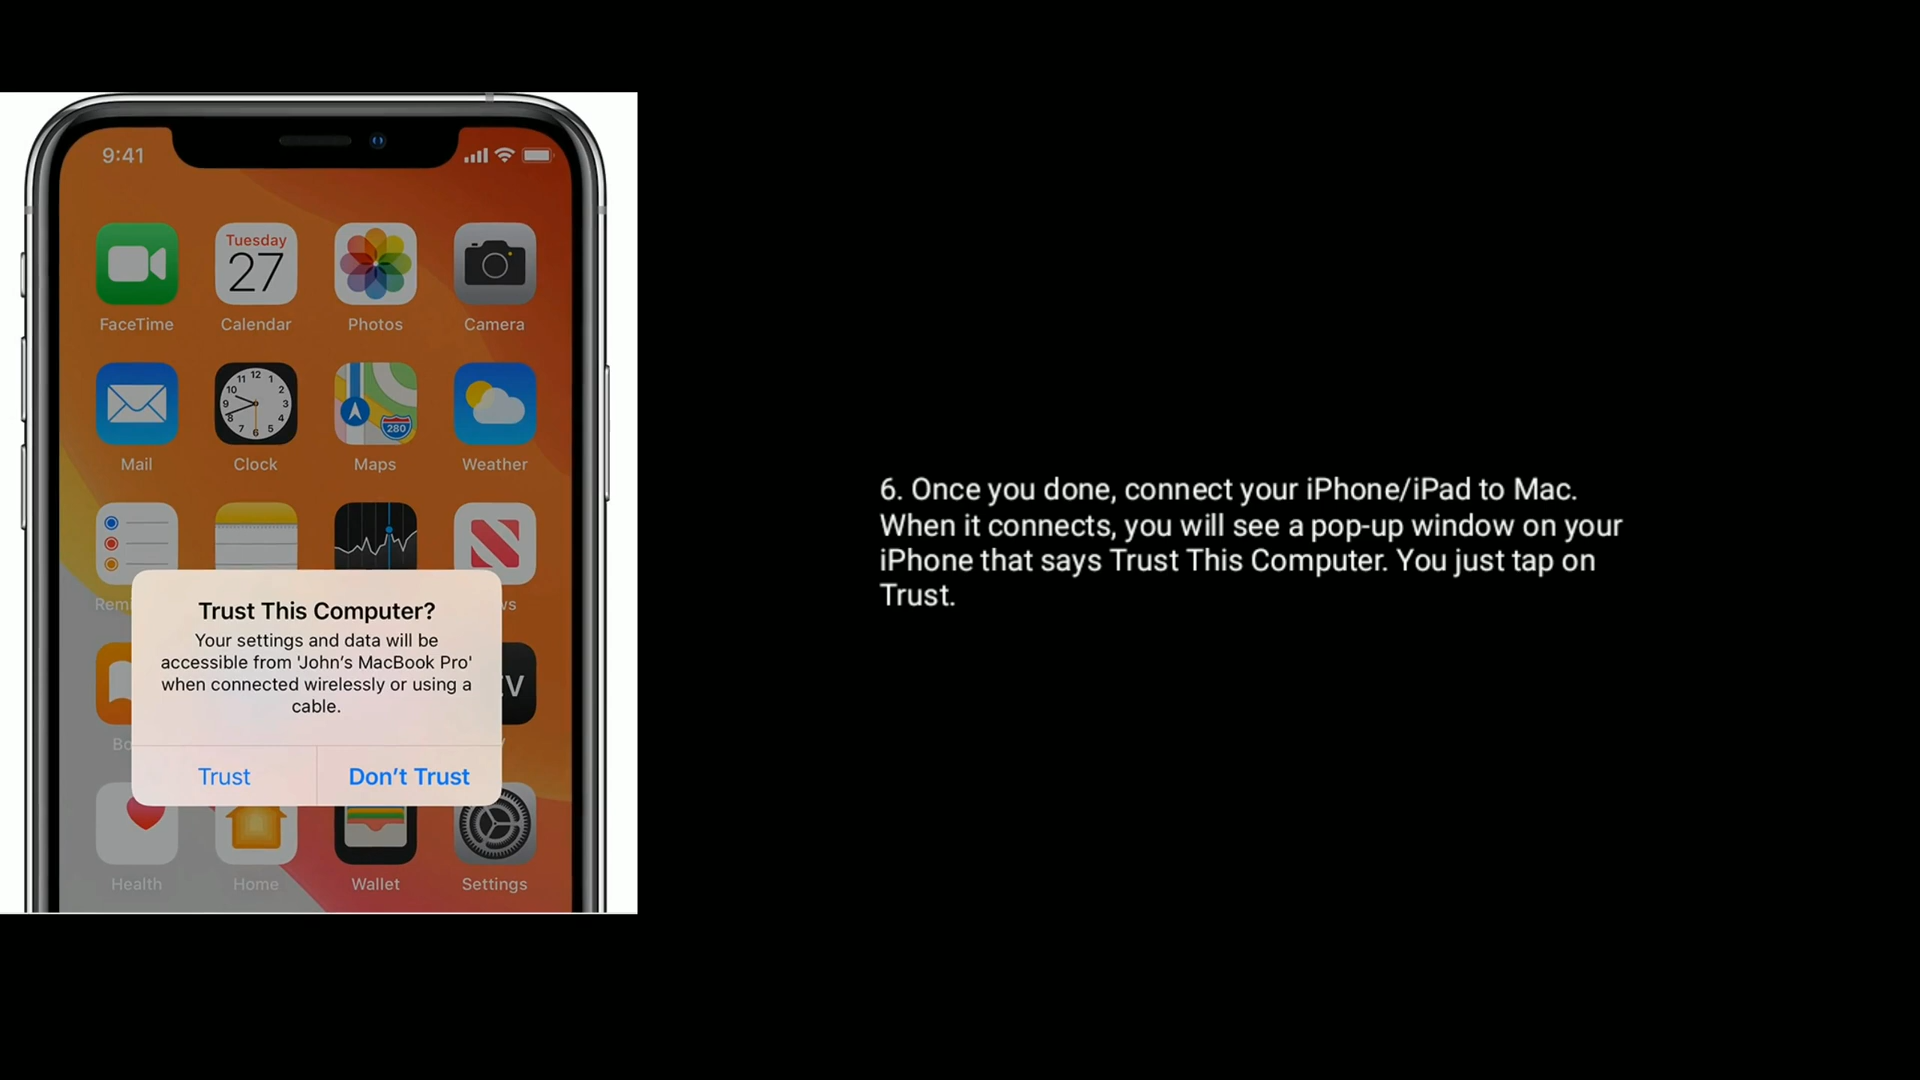 9:41
Tuesday
27
FaceTime
Calendar
Photos
Camera
280
Mail
Clock
Maps
Weather
Trust This Computer?
Your settings and data will be
accessible from 'John’s MacBook Pro'
when connected wirelessly or using a
cable.
Trust
Don’t Trust
Health
Home
Wallet
Settings
6. Once you done, connect your iPhone/iPad to Mac.
When it connects, you will see a pop-up window on your
iPhone that says Trust This Computer. You just tap on
Trust.